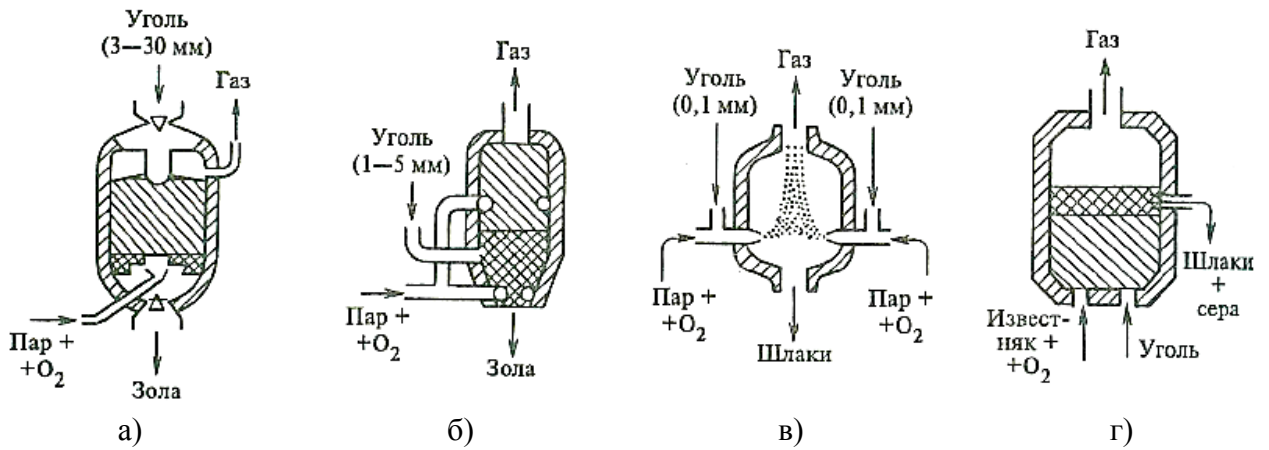 Уголь
(3—30 мм)
Газ
Пар +
+O₂
Зола
а)
Газ
Уголь
(1—5 мм)
Пар +
+O₂
Зола
б)
Газ
Уголь
(0,1 мм)
Уголь
(0,1 мм)
Пар +
+O₂
Пар +
+O₂
Шлаки
в)
Газ
Шлаки
+
сера
Извест-
няк +
+O₂
Уголь
г)